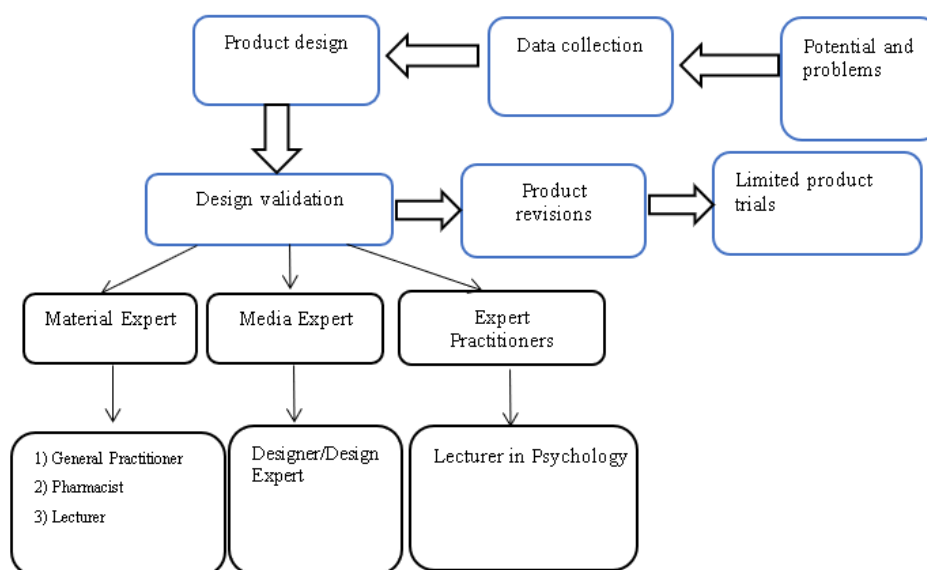 Product design
Data collection
Potential and
problems
Design validation
Product
revisions
Limited product
trials
Material Expert
Media Expert
Expert
Practitioners
1) General Practitioner
2) Pharmacist
3) Lecturer
Designer/Design
Expert
Lecturer in Psychology